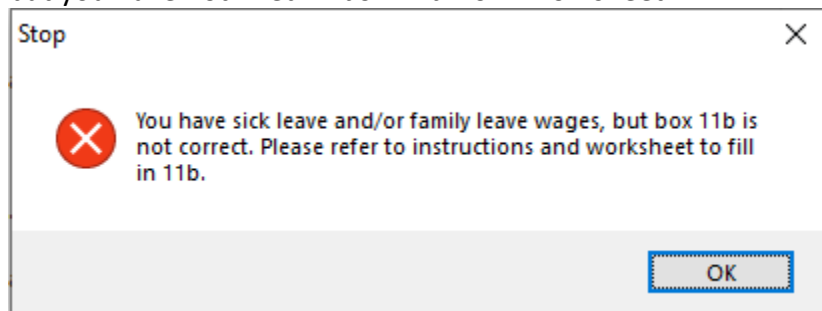 Stop
You have sick leave and/or family leave wages, but box 11b is
not correct. Please refer to instructions and worksheet to fill
in 11b.
OK